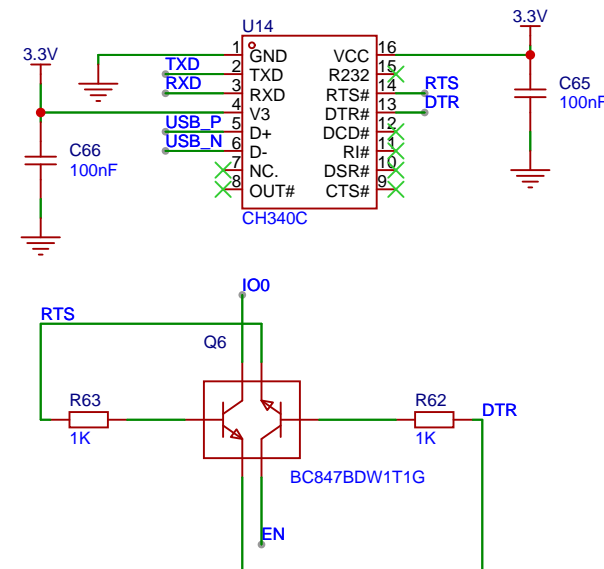 U14
3.3V
3.3V
1 GND VCC 16
TXD 2 TXD R232 15
RXD 3 RXD RTS# 14 RTS
4 V3 DTR# 13 DTR
USB_P 5 D+ DCD# 12
USB_N 6 D- RI# 11
7 NC. DSR# 10
8 OUT# CTS# 9
CH340C
C66
100nF
C65
100nF
IO0
RTS
Q6
R63
1K
R62
1K
DTR
BC847BDW1T1G
EN